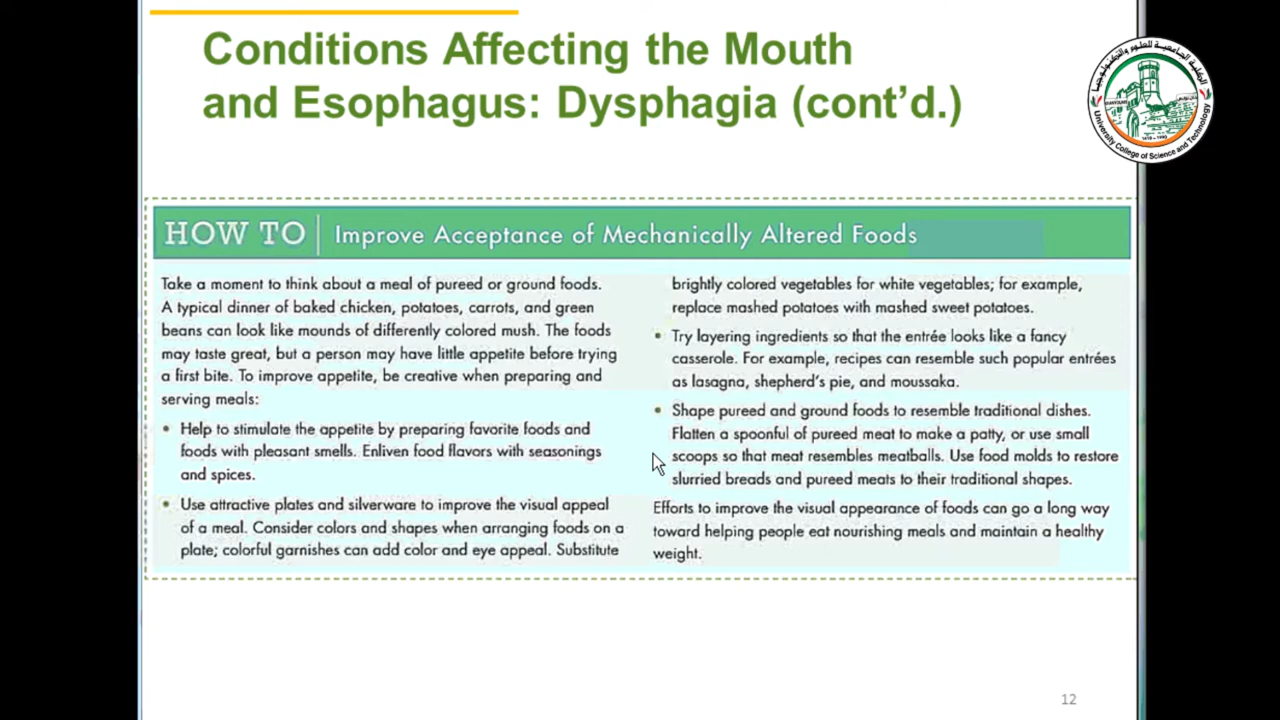 Conditions Affecting the Mouth
and Esophagus: Dysphagia (cont’d.)
الكلية الجامعية للعلوم والتكنولوجيا
University College of Science and Technology
HOW TO
Improve Acceptance of Mechanically Altered Foods
Take a moment to think about a meal of pureed or ground foods.
A typical dinner of baked chicken, potatoes, carrots, and green
beans can look like mounds of differently colored mush. The foods
may taste great, but a person may have little appetite before trying
a first bite. To improve appetite, be creative when preparing and
serving meals:
• Help to stimulate the appetite by preparing favorite foods and
foods with pleasant smells. Enliven food flavors with seasonings
and spices.
• Use attractive plates and silverware to improve the visual appeal
of a meal. Consider colors and shapes when arranging foods on a
plate; colorful garnishes can add color and eye appeal. Substitute
brightly colored vegetables for white vegetables; for example,
replace mashed potatoes with mashed sweet potatoes.
• Try layering ingredients so that the entrée looks like a fancy
casserole. For example, recipes can resemble such popular entrées
as lasagna, shepherd’s pie, and moussaka.
• Shape pureed and ground foods to resemble traditional dishes.
Flatten a spoonful of pureed meat to make a patty, or use small
scoops so that meat resembles meatballs. Use food molds to restore
slurried breads and pureed meats to their traditional shapes.
Efforts to improve the visual appearance of foods can go a long way
toward helping people eat nourishing meals and maintain a healthy
weight.
12